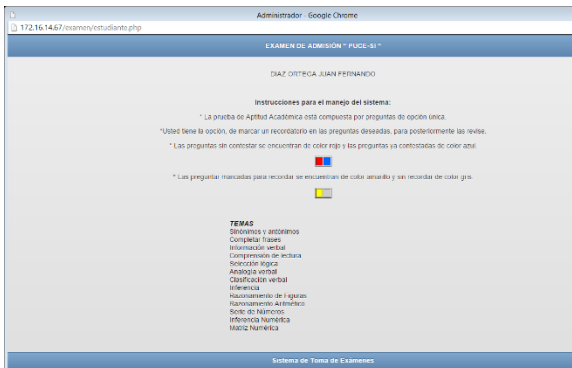 Administrador - Google Chrome
172.16.14.67/examen/estudiante.php
EXAMEN DE ADMISIÓN " PUCE-SI "
DIAZ ORTEGA JUAN FERNANDO
Instrucciones para el manejo del sistema:
* La prueba de Aptitud Académica está compuesta por preguntas de opción única.
*Usted tiene la opción, de marcar un recordatorio en las preguntas deseadas, para posteriormente las revise.
* Las preguntas sin contestar se encuentran de color rojo y las preguntas ya contestadas de color azul.
* Las preguntar marcadas para recordar se encuentran de color amarillo y sin recordar de color gris.
TEMAS
Sinónimos y antónimos
Completar frases
Información verbal
Comprensión de lectura
Selección lógica
Analogía verbal
Clasificación verbal
Inferencia
Razonamiento de Figuras
Razonamiento Aritmético
Serie de Números
Inferencia Numérica
Matriz Numérica
Sistema de Toma de Exámenes